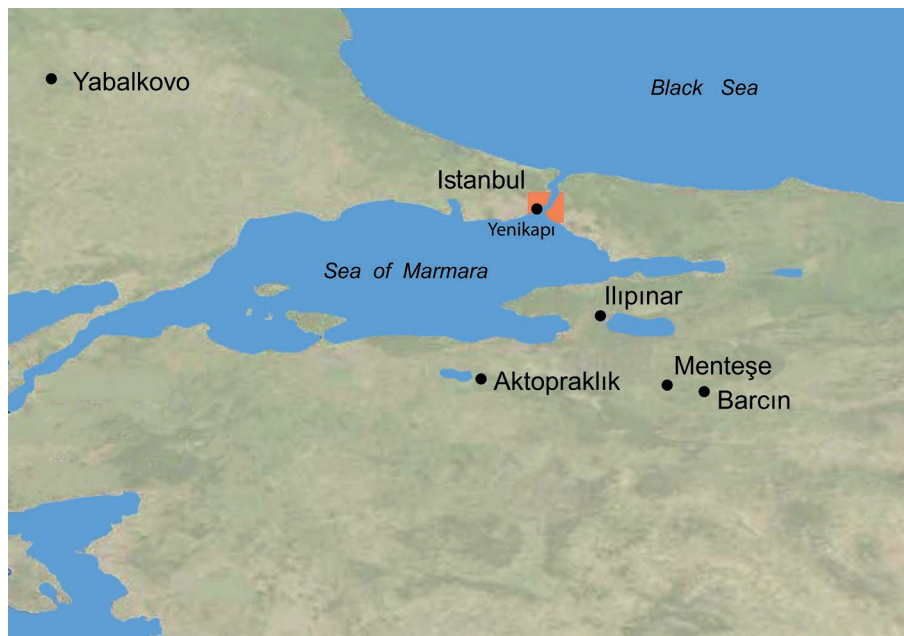 Yabalkovo
Black Sea
Istanbul
Yenikapı
Sea of Marmara
Ilıpınar
Menteşe
Aktopraklık
Barcın